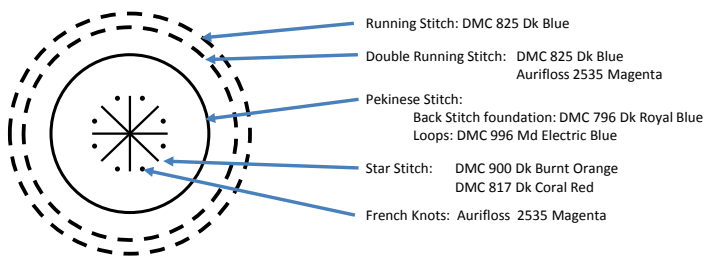 Running Stitch: DMC 825 Dk Blue
Double Running Stitch: DMC 825 Dk Blue
Aurifloss 2535 Magenta
Pekinese Stitch:
Back Stitch foundation: DMC 796 Dk Royal Blue
Loops: DMC 996 Md Electric Blue
Star Stitch: DMC 900 Dk Burnt Orange
DMC 817 Dk Coral Red
French Knots: Aurifloss 2535 Magenta